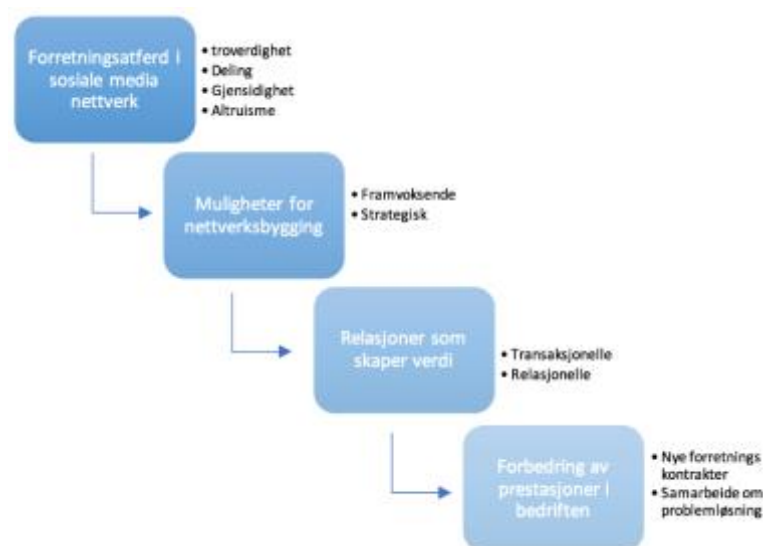 Forretningsatferd i
sosiale media
nettverk
• troverdighet
• Deling
• Gjensidighet
• Altruisme
Muligheter for
nettverksbygging
• Framvoksende
• Strategisk
Relasjoner som
skaper verdi
• Transaksjonelle
• Relasjonelle
Forbedring av
prestasjoner i
bedriften
• Nye forretnings
kontrakter
• Samarbeide om
problemløsning